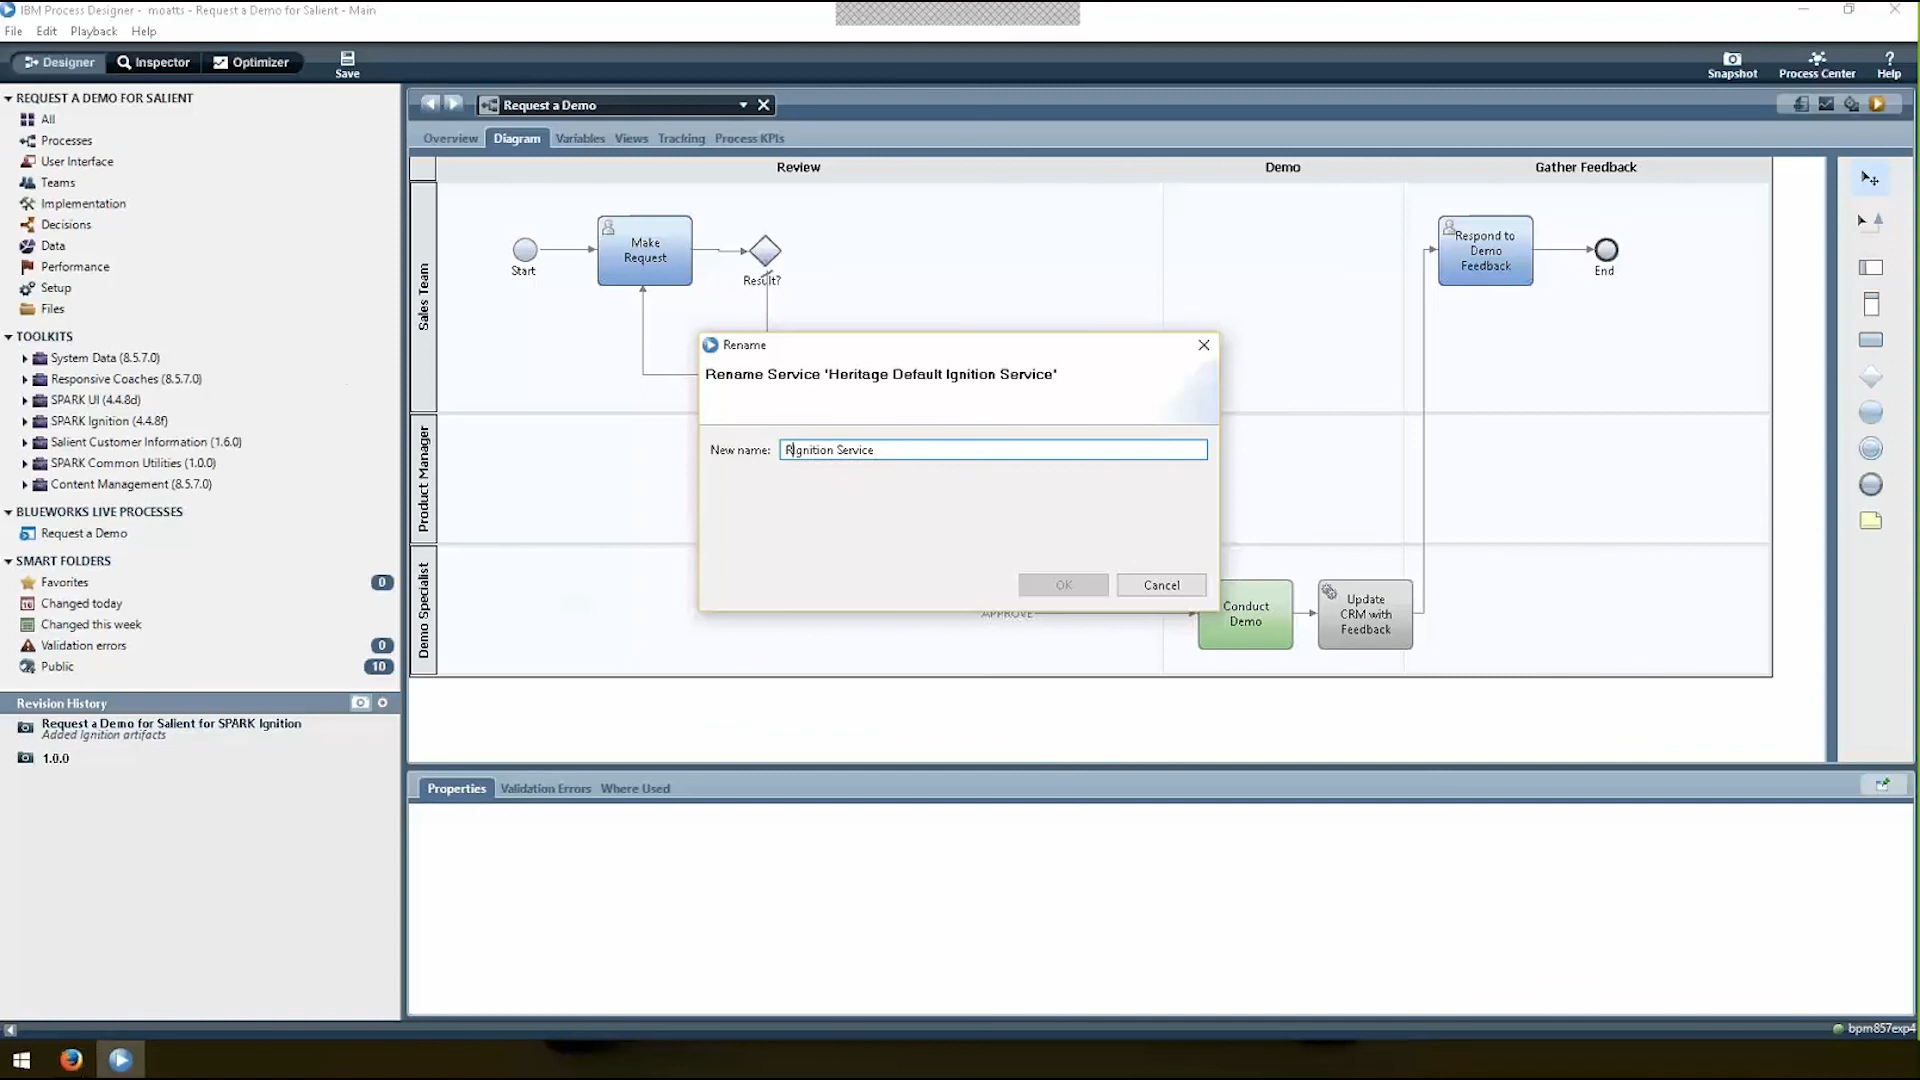 IBM Process Designer - moatts - Request a Demo for Salient - Main
File Edit Playback Help
Designer Inspector Optimizer Save Snapshot Process Center Help
REQUEST A DEMO FOR SALIENT
All
Processes
User Interface
Teams
Implementation
Decisions
Data
Performance
Setup
Files
TOOLKITS
System Data (8.5.7.0)
Responsive Coaches (8.5.7.0)
SPARK UI (4.4.8d)
SPARK Ignition (4.4.8f)
Salient Customer Information (1.6.0)
SPARK Common Utilities (1.0.0)
Content Management (8.5.7.0)
BLUEWORKS LIVE PROCESSES
Request a Demo
SMART FOLDERS
Favorites 0
Changed today
Changed this week
Validation errors 0
Public 10
Revision History
Request a Demo for Salient for SPARK Ignition
Added Ignition artifacts
1.0.0
Request a Demo
Overview Diagram Variables Views Tracking Process KPIs
Review Demo Gather Feedback
Sales Team
Start
Make
Request
Result?
Respond to
Demo
Feedback
End
Product Manager
Demo Specialist
APPROVE
Conduct
Demo
Update
CRM with
Feedback
Rename
Rename Service 'Heritage Default Ignition Service'
New name: RIgnition Service
OK Cancel
Properties Validation Errors Where Used
bpm857exp4